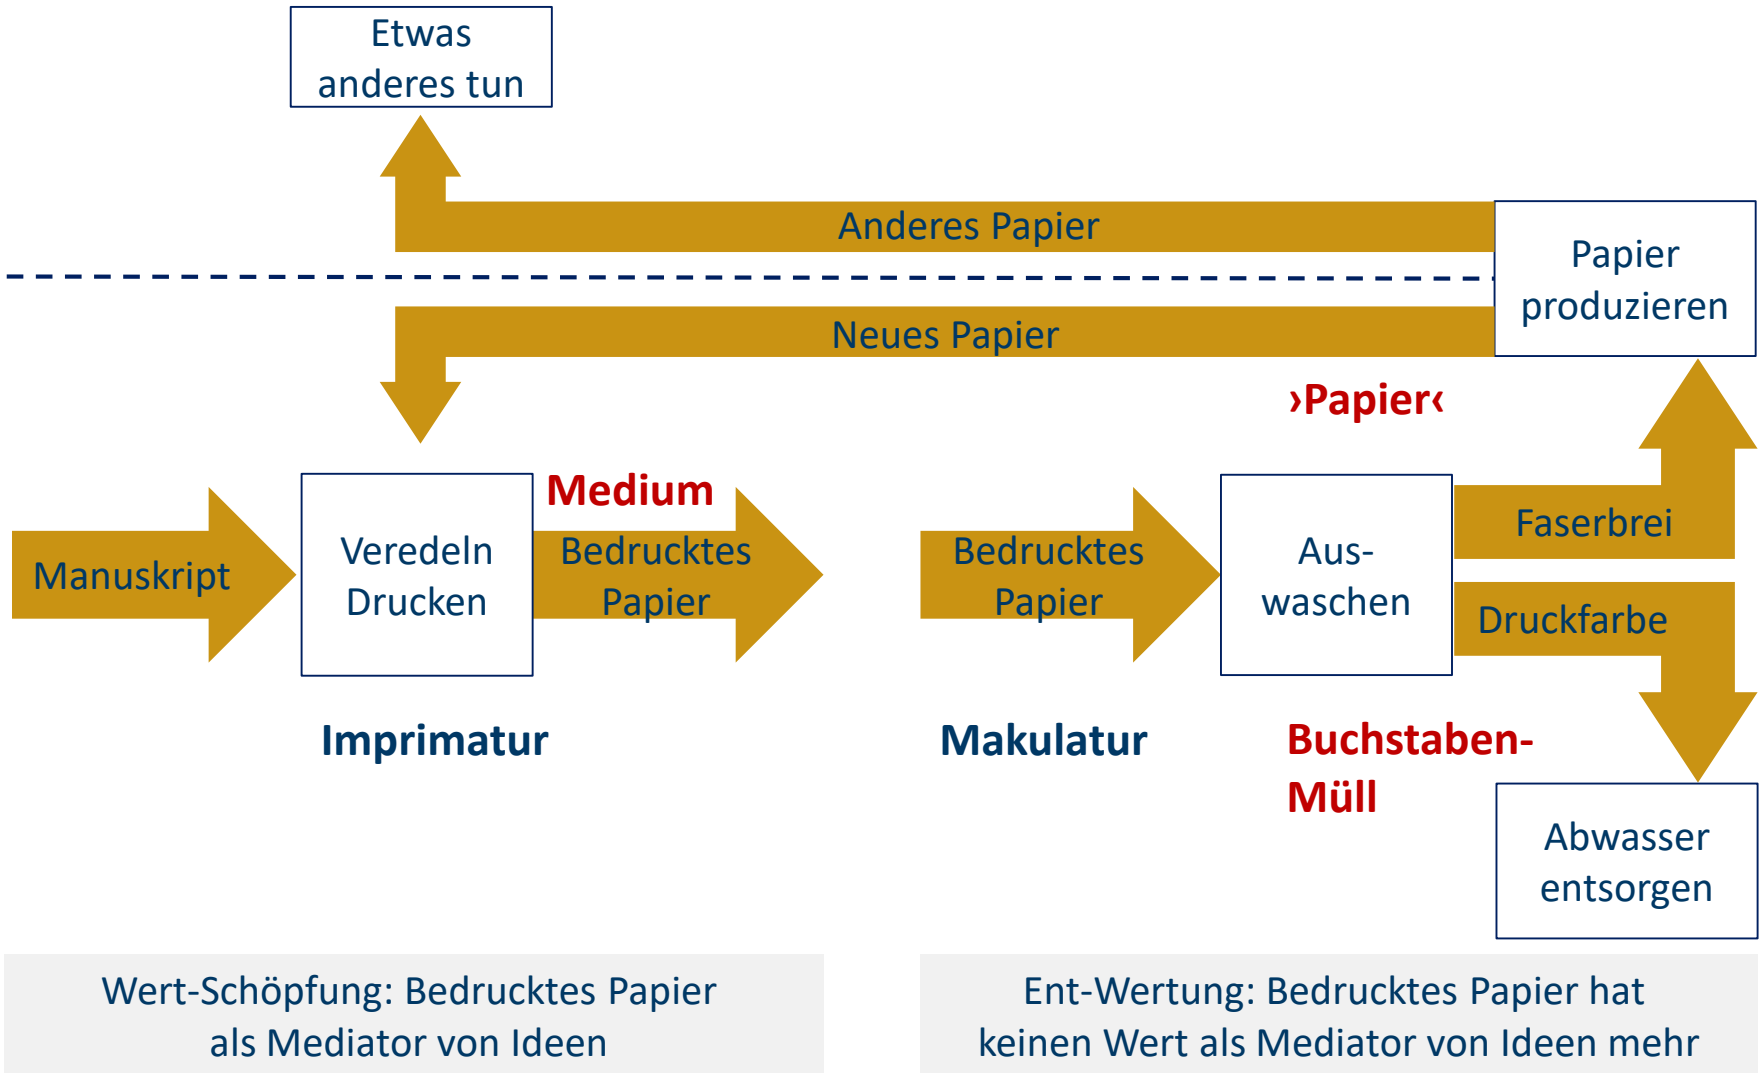 Etwas
anderes tun
Anderes Papier
Papier
produzieren
Neues Papier
›Papier‹
Medium
Manuskript
Veredeln
Drucken
Bedrucktes
Papier
Bedrucktes
Papier
Aus-
waschen
Faserbrei
Druckfarbe
Imprimatur
Makulatur
Buchstaben-
Müll
Abwasser
entsorgen
Wert-Schöpfung: Bedrucktes Papier
als Mediator von Ideen
Ent-Wertung: Bedrucktes Papier hat
keinen Wert als Mediator von Ideen mehr